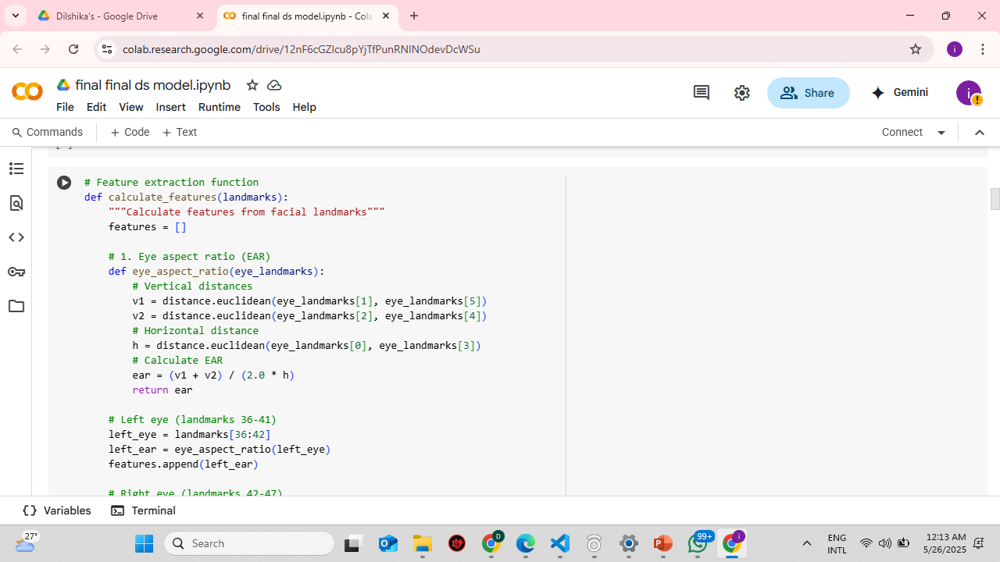 Dilshika's - Google Drive
final final ds model.ipynb - Cola
colab.research.google.com/drive/12nF6cGZIcu8pYjTfPunRNINOdevDcWSu
i
final final ds model.ipynb
Share
Gemini
i
File Edit View Insert Runtime Tools Help
Commands
+ Code + Text
Connect
# Feature extraction function
def calculate_features(landmarks):
"""Calculate features from facial landmarks"""
features = []
# 1. Eye aspect ratio (EAR)
def eye_aspect_ratio(eye_landmarks):
# Vertical distances
v1 = distance.euclidean(eye_landmarks[1], eye_landmarks[5])
v2 = distance.euclidean(eye_landmarks[2], eye_landmarks[4])
# Horizontal distance
h = distance.euclidean(eye_landmarks[0], eye_landmarks[3])
# Calculate EAR
ear = (v1 + v2) / (2.0 * h)
return ear
# Left eye (landmarks 36-41)
left_eye = landmarks[36:42]
left_ear = eye_aspect_ratio(left_eye)
features.append(left_ear)
# Right eye (landmarks 42-47)
Variables
Terminal
27°
Search
D
99+
i
ENG
INTL
12:13 AM
5/26/2025